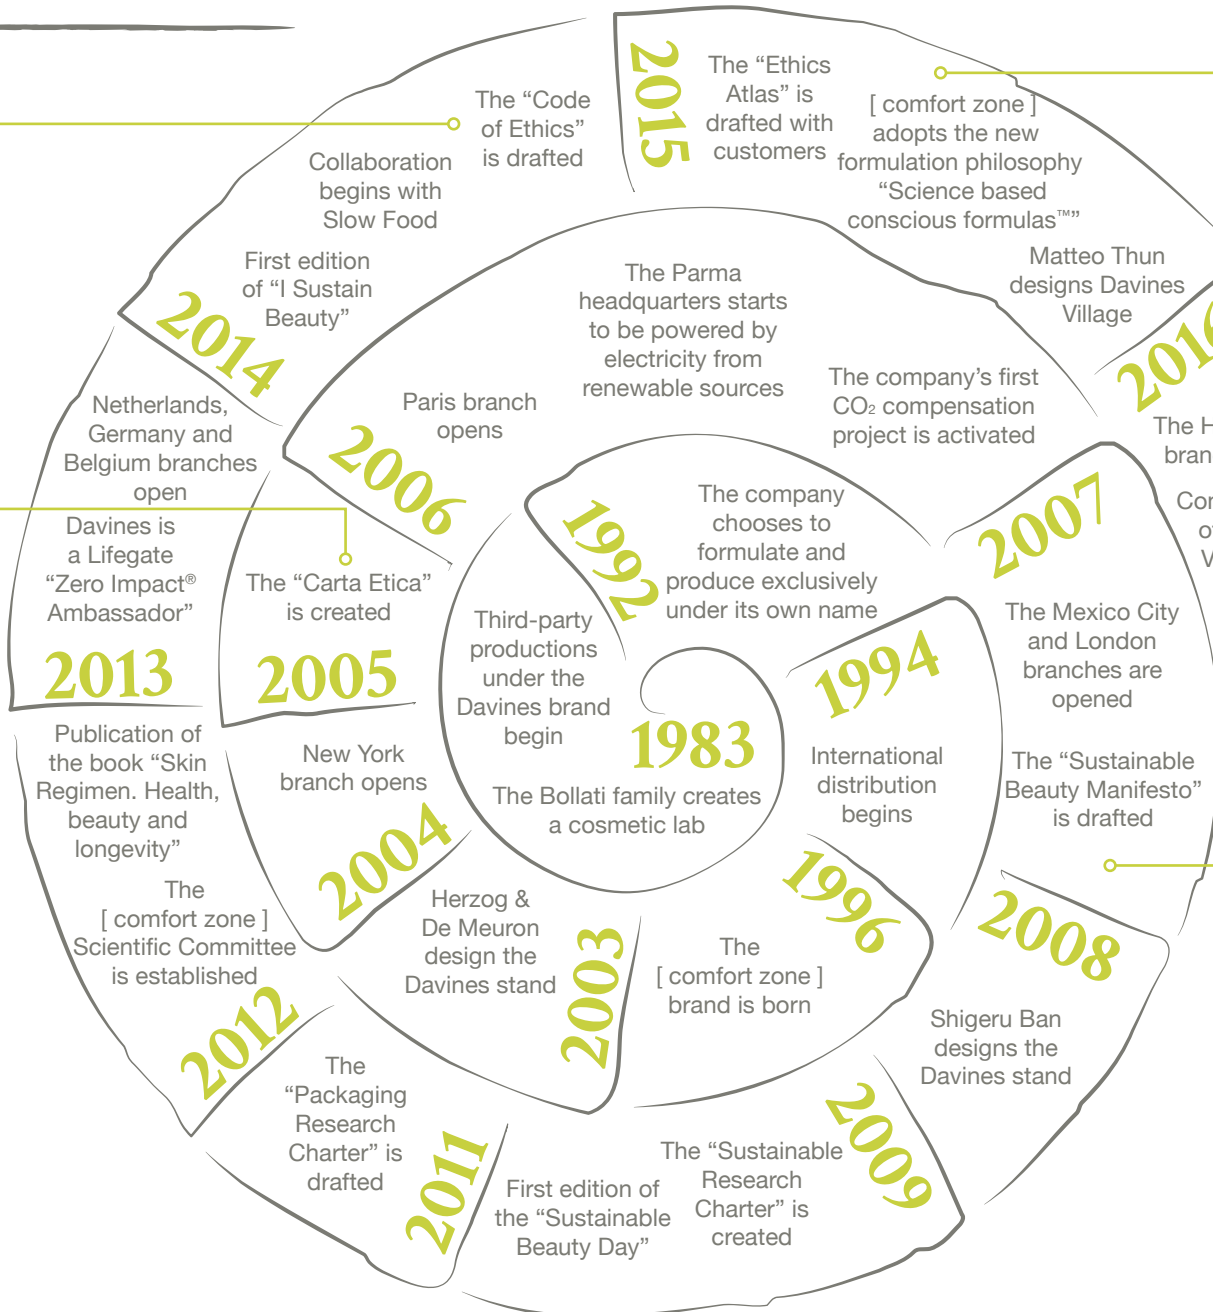 1983
The Bollati family creates
a cosmetic lab
Third-party
productions
under the
Davines brand
begin
1992
The company
chooses to
formulate and
produce exclusively
under its own name
1994
International
distribution
begins
1996
The
[ comfort zone ]
brand is born
2003
Herzog &
De Meuron
design the
Davines stand
2004
New York
branch opens
2005
The “Carta Etica”
is created
2006
Paris branch
opens
The Parma
headquarters starts
to be powered by
electricity from
renewable sources
The company’s first
CO₂ compensation
project is activated
2007
The Mexico City
and London
branches are
opened
The “Sustainable
Beauty Manifesto”
is drafted
2008
Shigeru Ban
designs the
Davines stand
2009
The “Sustainable
Research
Charter” is
created
First edition of
the “Sustainable
Beauty Day”
2011
The
“Packaging
Research
Charter” is
drafted
2012
The
[ comfort zone ]
Scientific Committee
is established
Publication of
the book “Skin
Regimen. Health,
beauty and
longevity”
2013
Davines is
a Lifegate
“Zero Impact®
Ambassador”
Netherlands,
Germany and
Belgium branches
open
2014
First edition
of “I Sustain
Beauty”
Collaboration
begins with
Slow Food
The “Code
of Ethics”
is drafted
2015
The “Ethics
Atlas” is
drafted with
customers
[ comfort zone ]
adopts the new
formulation philosophy
“Science based
conscious formulas™”
Matteo Thun
designs Davines
Village
2016
The